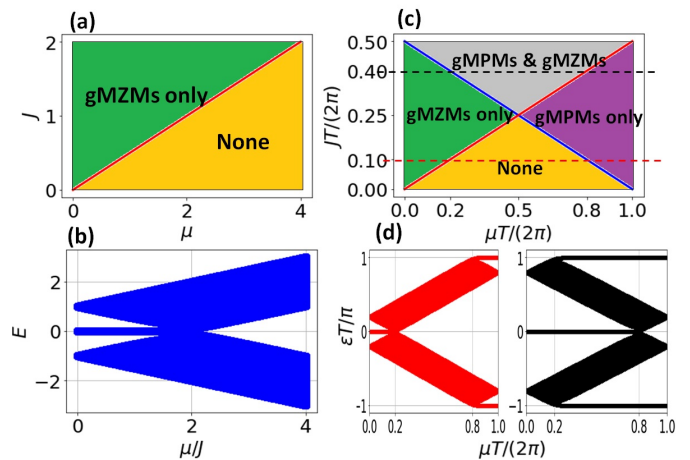 (a)
2
1
0
J
gMZMs only
None
0
2
4
μ
(c)
0.50
0.40
0.25
0.10
0.00
JT/(2π)
gMPMs & gMZMs
gMZMs only
gMPMs only
None
0.0
0.2
0.5
0.8
1.0
μT/(2π)
(b)
2
0
−2
E
0
2
4
μ/J
(d)
1
0
−1
εT/π
0.0
0.2
0.8
1.0
1
0
−1
0.0
0.2
0.8
1.0
μT/(2π)